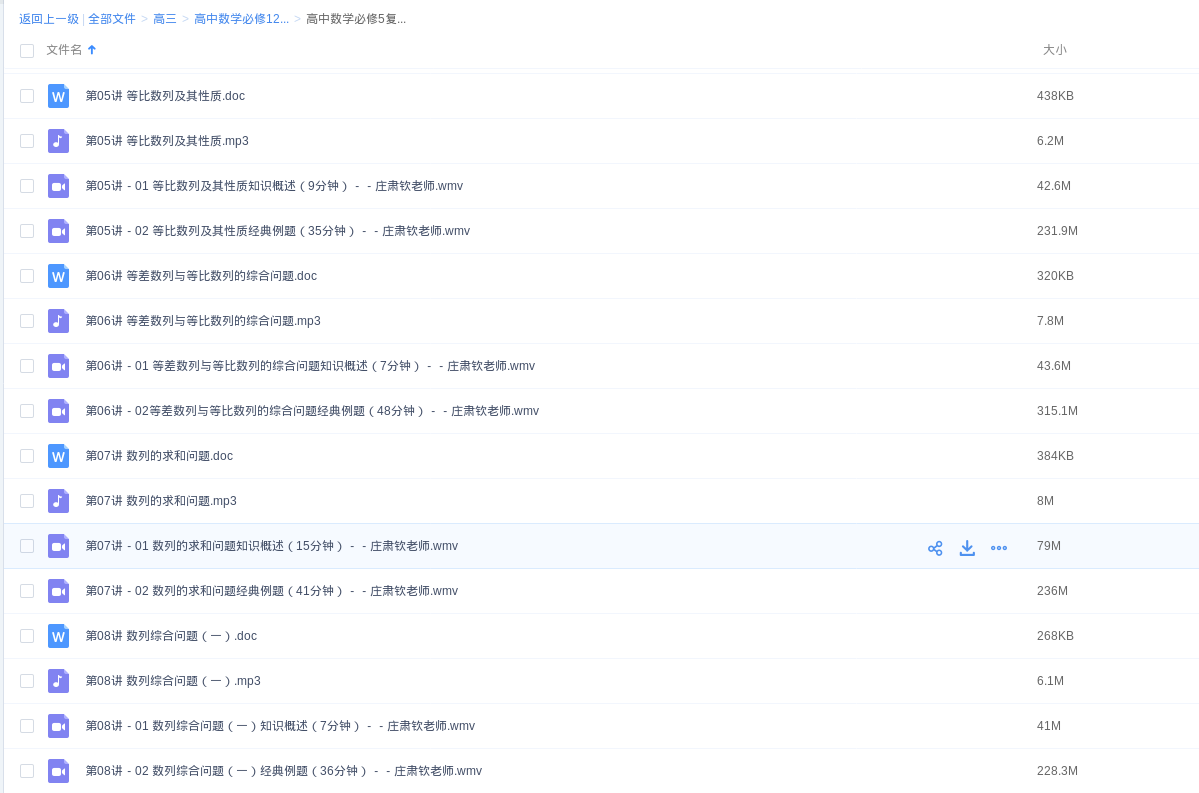 返回上一级 | 全部文件 > 高三 > 高中数学必修12... > 高中数学必修5复...
文件名 大小
第05讲 等比数列及其性质.doc 438KB
第05讲 等比数列及其性质.mp3 6.2M
第05讲 - 01 等比数列及其性质知识概述（9分钟） - - 庄肃钦老师.wmv 42.6M
第05讲 - 02 等比数列及其性质经典例题（35分钟） - - 庄肃钦老师.wmv 231.9M
第06讲 等差数列与等比数列的综合问题.doc 320KB
第06讲 等差数列与等比数列的综合问题.mp3 7.8M
第06讲 - 01 等差数列与等比数列的综合问题知识概述（7分钟） - - 庄肃钦老师.wmv 43.6M
第06讲 - 02等差数列与等比数列的综合问题经典例题（48分钟） - - 庄肃钦老师.wmv 315.1M
第07讲 数列的求和问题.doc 384KB
第07讲 数列的求和问题.mp3 8M
第07讲 - 01 数列的求和问题知识概述（15分钟） - - 庄肃钦老师.wmv 79M
第07讲 - 02 数列的求和问题经典例题（41分钟） - - 庄肃钦老师.wmv 236M
第08讲 数列综合问题（一）.doc 268KB
第08讲 数列综合问题（一）.mp3 6.1M
第08讲 - 01 数列综合问题（一）知识概述（7分钟） - - 庄肃钦老师.wmv 41M
第08讲 - 02 数列综合问题（一）经典例题（36分钟） - - 庄肃钦老师.wmv 228.3M